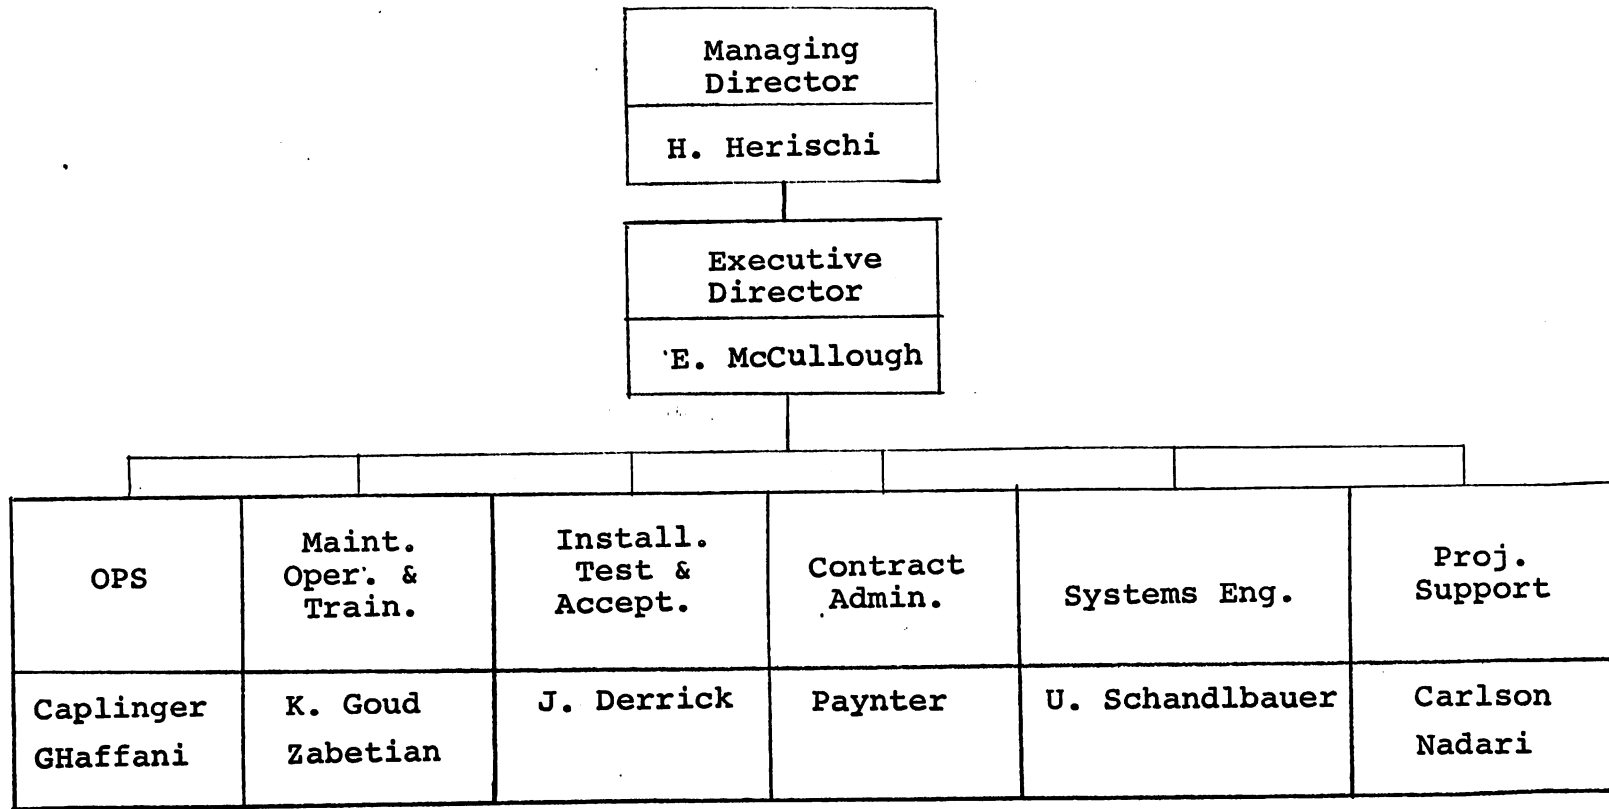 Managing
Director
H. Herischi
Executive
Director
E. McCullough
OPS
Maint.
Oper. &
Train.
Install.
Test &
Accept.
Contract
Admin.
Systems Eng.
Proj.
Support
Caplinger
GHaffani
K. Goud
Zabetian
J. Derrick
Paynter
U. Schandlbauer
Carlson
Nadari